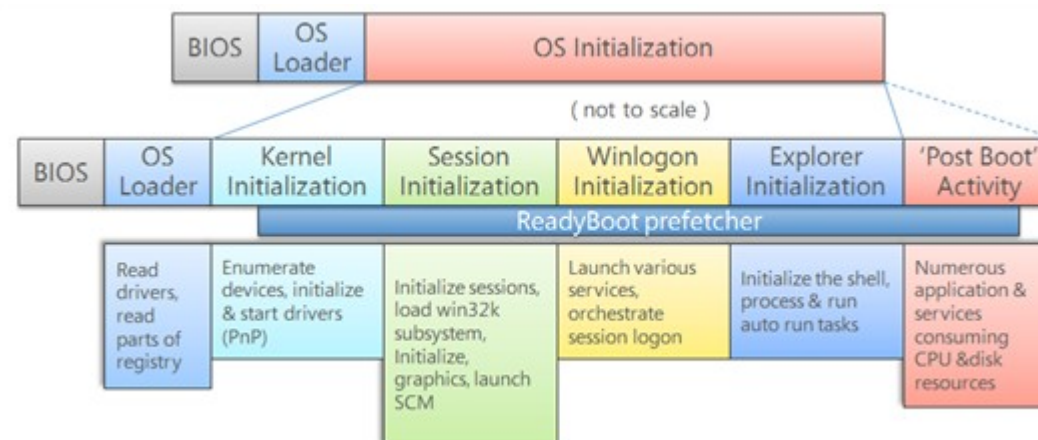 BIOS
OS
Loader
OS Initialization
( not to scale )
BIOS
OS
Loader
Kernel
Initialization
Session
Initialization
Winlogon
Initialization
Explorer
Initialization
'Post Boot'
Activity
ReadyBoot prefetcher
Read
drivers,
read
parts of
registry
Enumerate
devices, initialize
& start drivers
(PnP)
Initialize sessions,
load win32k
subsystem,
Initialize,
graphics, launch
SCM
Launch various
services,
orchestrate
session logon
Initialize the shell,
process & run
auto run tasks
Numerous
application &
services
consuming
CPU &disk
resources